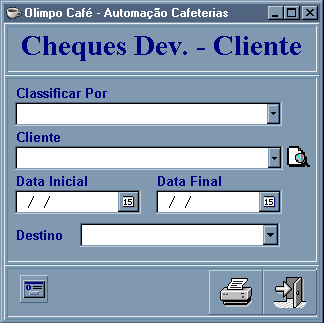 Olimpo Café - Automação Cafeterias
Cheques Dev. - Cliente
Classificar Por
Cliente
Data Inicial Data Final
/ / 15 / / 15
Destino